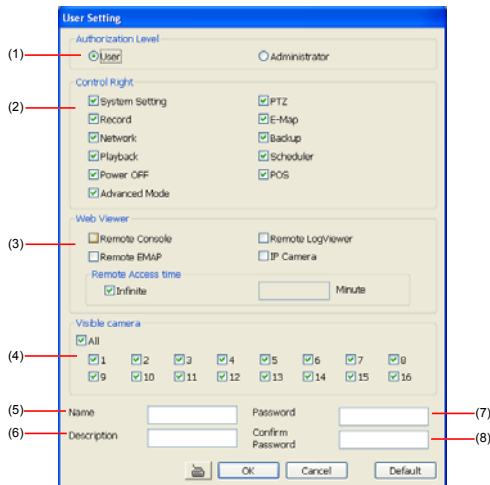 User Setting
Authorization Level
(1) User Administrator
Control Right
System Setting PTZ
(2) Record E-Map
Network Backup
Playback Scheduler
Power OFF POS
Advanced Mode
Web Viewer
(3) Remote Console Remote LogViewer
Remote EMAP IP Camera
Remote Access time
Infinite Minute
Visible camera
All
(4) 1 2 3 4 5 6 7 8
9 10 11 12 13 14 15 16
(5) Name Password (7)
(6) Description Confirm Password (8)
OK Cancel Default